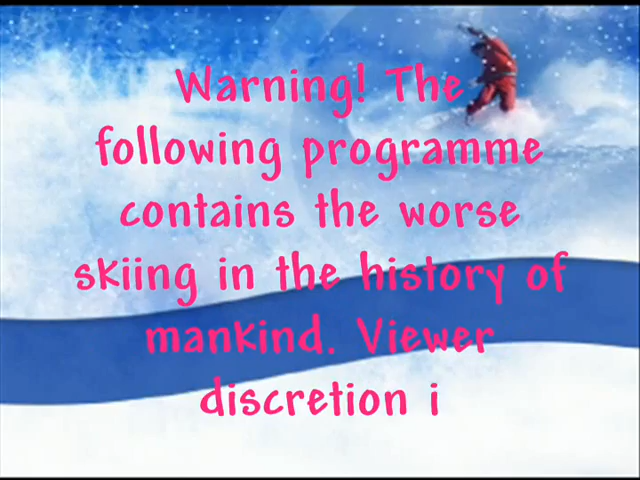 Warning! The
following programme
contains the worse
skiing in the history of
mankind. Viewer
discretion i